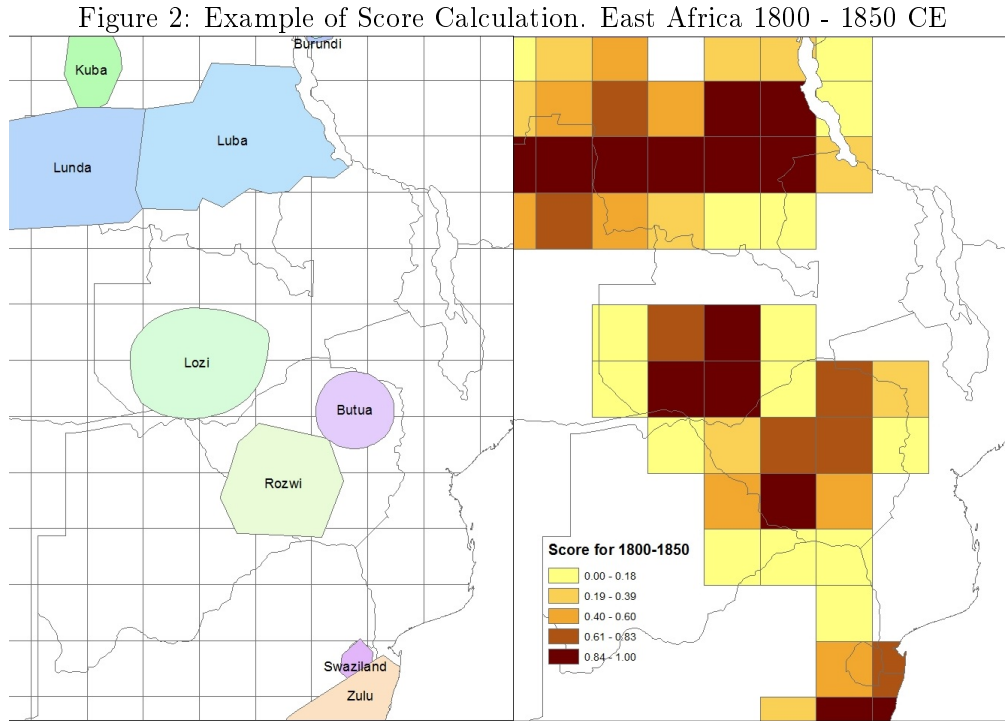 Figure 2: Example of Score Calculation. East Africa 1800 - 1850 CE
Burundi
Kuba
Luba
Lunda
Lozi
Butua
Rozwi
Swaziland
Zulu
Score for 1800-1850
0.00 - 0.18
0.19 - 0.39
0.40 - 0.60
0.61 - 0.83
0.84 - 1.00